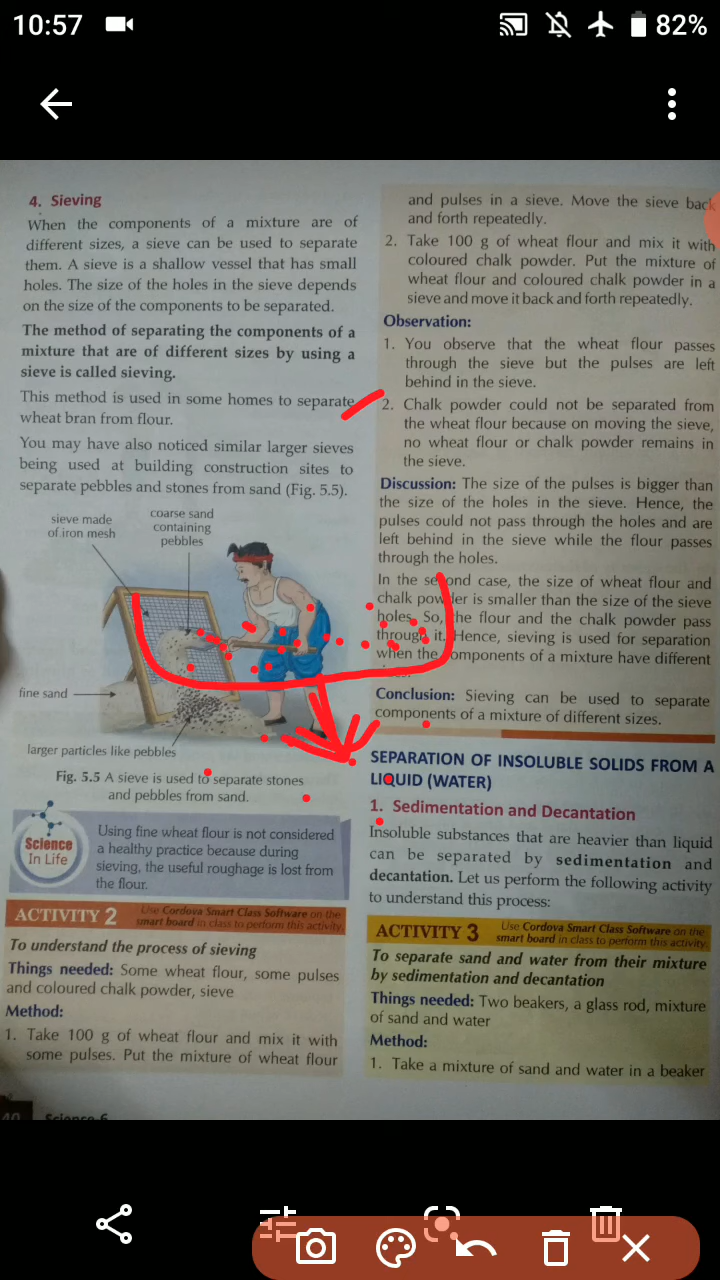 10:57
82%
4. Sieving
When the components of a mixture are of
different sizes, a sieve can be used to separate
them. A sieve is a shallow vessel that has small
holes. The size of the holes in the sieve depends
on the size of the components to be separated.
The method of separating the components of a
mixture that are of different sizes by using a
sieve is called sieving.
This method is used in some homes to separate
wheat bran from flour.
You may have also noticed similar larger sieves
being used at building construction sites to
separate pebbles and stones from sand (Fig. 5.5).
sieve made
of iron mesh
coarse sand
containing
pebbles
fine sand
larger particles like pebbles
Fig. 5.5 A sieve is used to separate stones
and pebbles from sand.
Science
In Life
Using fine wheat flour is not considered
a healthy practice because during
sieving, the useful roughage is lost from
the flour.
ACTIVITY 2
Use Cordova Smart Class Software on the
smart board in class to perform this activity.
To understand the process of sieving
Things needed: Some wheat flour, some pulses
and coloured chalk powder, sieve
Method:
1. Take 100 g of wheat flour and mix it with
some pulses. Put the mixture of wheat flour
40 Science-6
and pulses in a sieve. Move the sieve back
and forth repeatedly.
2. Take 100 g of wheat flour and mix it with
coloured chalk powder. Put the mixture of
wheat flour and coloured chalk powder in a
sieve and move it back and forth repeatedly.
Observation:
1. You observe that the wheat flour passes
through the sieve but the pulses are left
behind in the sieve.
2. Chalk powder could not be separated from
the wheat flour because on moving the sieve,
no wheat flour or chalk powder remains in
the sieve.
Discussion: The size of the pulses is bigger than
the size of the holes in the sieve. Hence, the
pulses could not pass through the holes and are
left behind in the sieve while the flour passes
through the holes.
In the second case, the size of wheat flour and
chalk powder is smaller than the size of the sieve
holes. So, the flour and the chalk powder pass
through it. Hence, sieving is used for separation
when the components of a mixture have different
Conclusion: Sieving can be used to separate
components of a mixture of different sizes.
SEPARATION OF INSOLUBLE SOLIDS FROM A
LIQUID (WATER)
1. Sedimentation and Decantation
Insoluble substances that are heavier than liquid
can be separated by sedimentation and
decantation. Let us perform the following activity
to understand this process:
ACTIVITY 3
Use Cordova Smart Class Software on the
smart board in class to perform this activity
To separate sand and water from their mixture
by sedimentation and decantation
Things needed: Two beakers, a glass rod, mixture
of sand and water
Method:
1. Take a mixture of sand and water in a beaker